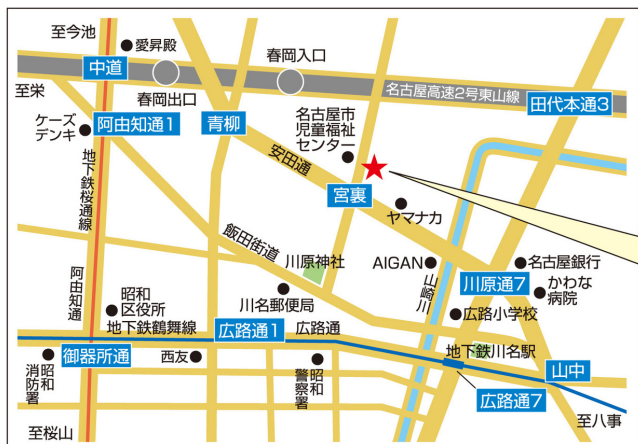 至今池
愛昇殿
春岡入口
中道
至栄
春岡出口
名古屋高速2号東山線
田代本通3
ケーズ
デンキ
阿由知通1
青柳
名古屋市
児童福祉
センター
安田通
宮裏
ヤマナカ
地下鉄桜通線
飯田街道
川原神社
AIGAN
山崎川
名古屋銀行
川原通7
かわな
病院
阿由知通
昭和
区役所
川名郵便局
広路小学校
地下鉄鶴舞線
広路通1
広路通
地下鉄川名駅
御器所通
昭和
消防署
西友
昭和
警察署
山中
広路通7
至桜山
至八事